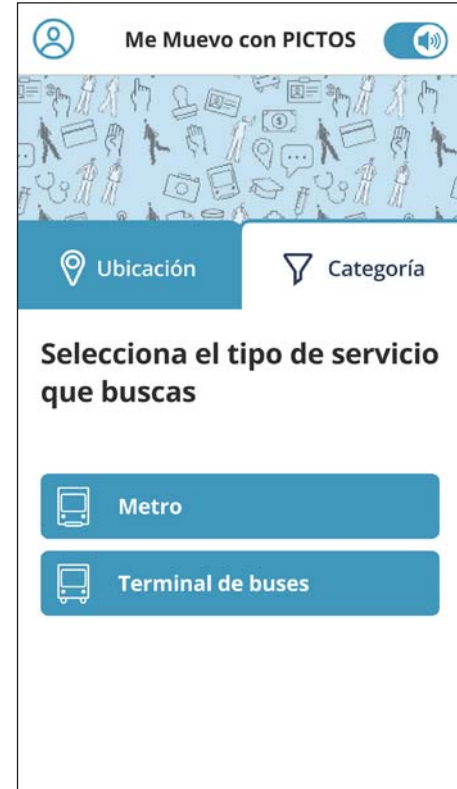 Me Muevo con PICTOS
Ubicación
Categoría
Selecciona el tipo de servicio
que buscas
Metro
Terminal de buses